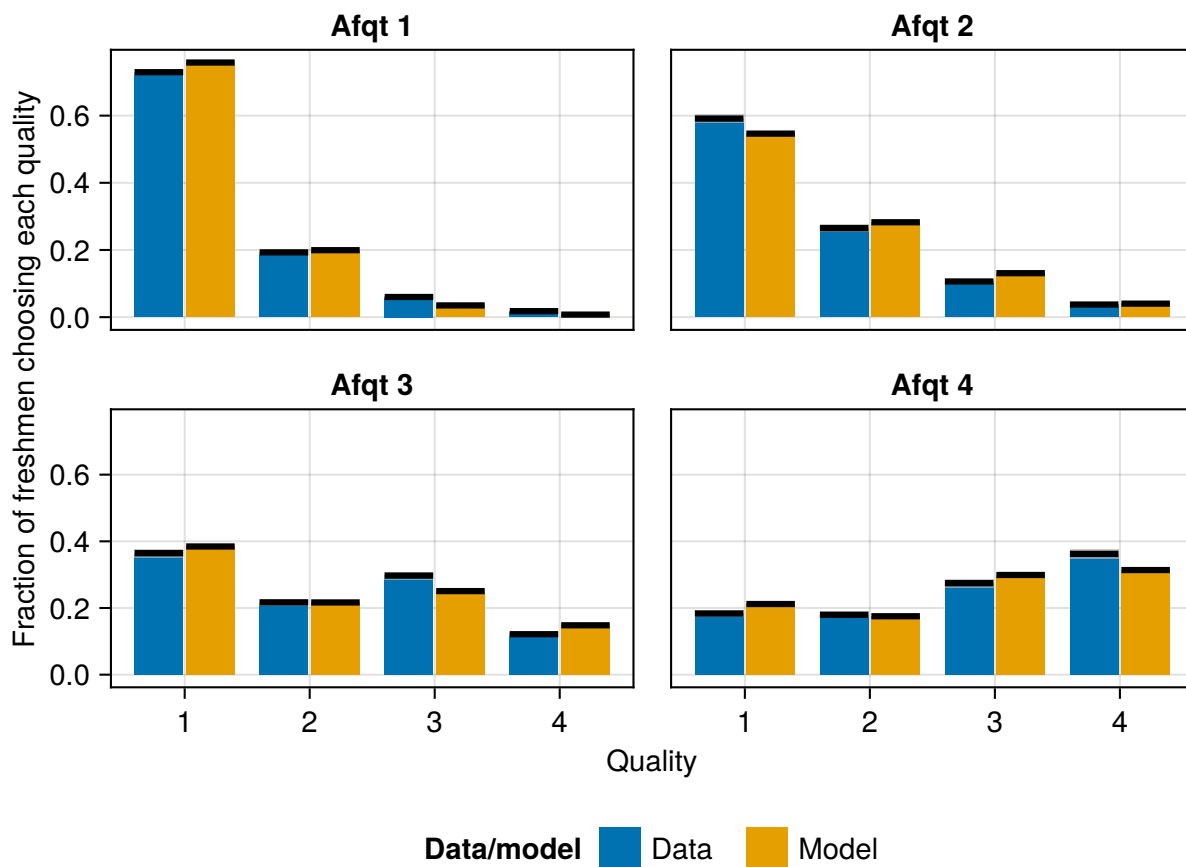 Afqt 1
Afqt 2
Fraction of freshmen choosing each quality
0.6
0.4
0.2
0.0
Afqt 3
Afqt 4
0.6
0.4
0.2
0.0
1 2 3 4
1 2 3 4
Quality
Data/model Data Model